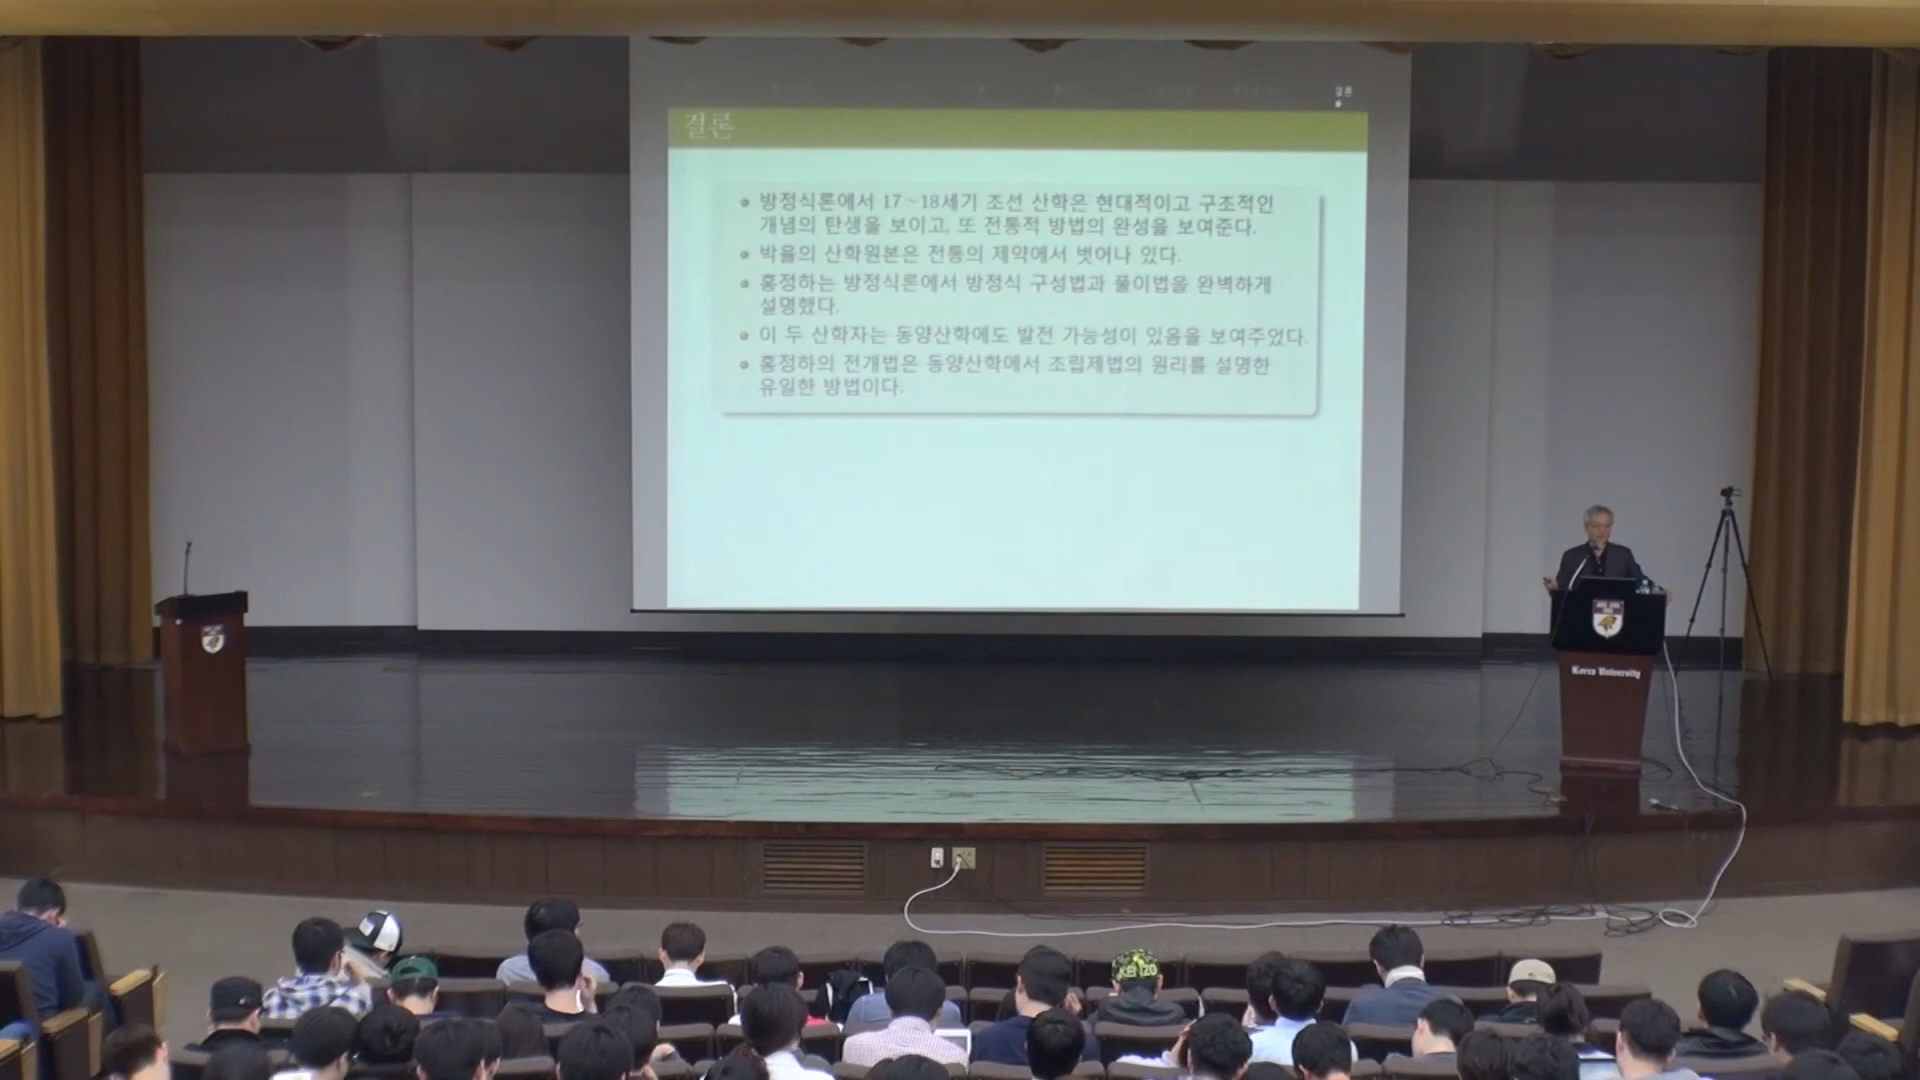 결론
결론
방정식론에서 17~18세기 조선 산학은 현대적이고 구조적인
개념의 탄생을 보이고, 또 전통적 방법의 완성을 보여준다.
박율의 산학원본은 전통의 제약에서 벗어나 있다.
홍정하는 방정식론에서 방정식 구성법과 풀이법을 완벽하게
설명했다.
이 두 산학자는 동양산학에도 발전 가능성이 있음을 보여주었다.
홍정하의 전개법은 동양산학에서 조립제법의 원리를 설명한
유일한 방법이다.
Korea University
KENZO